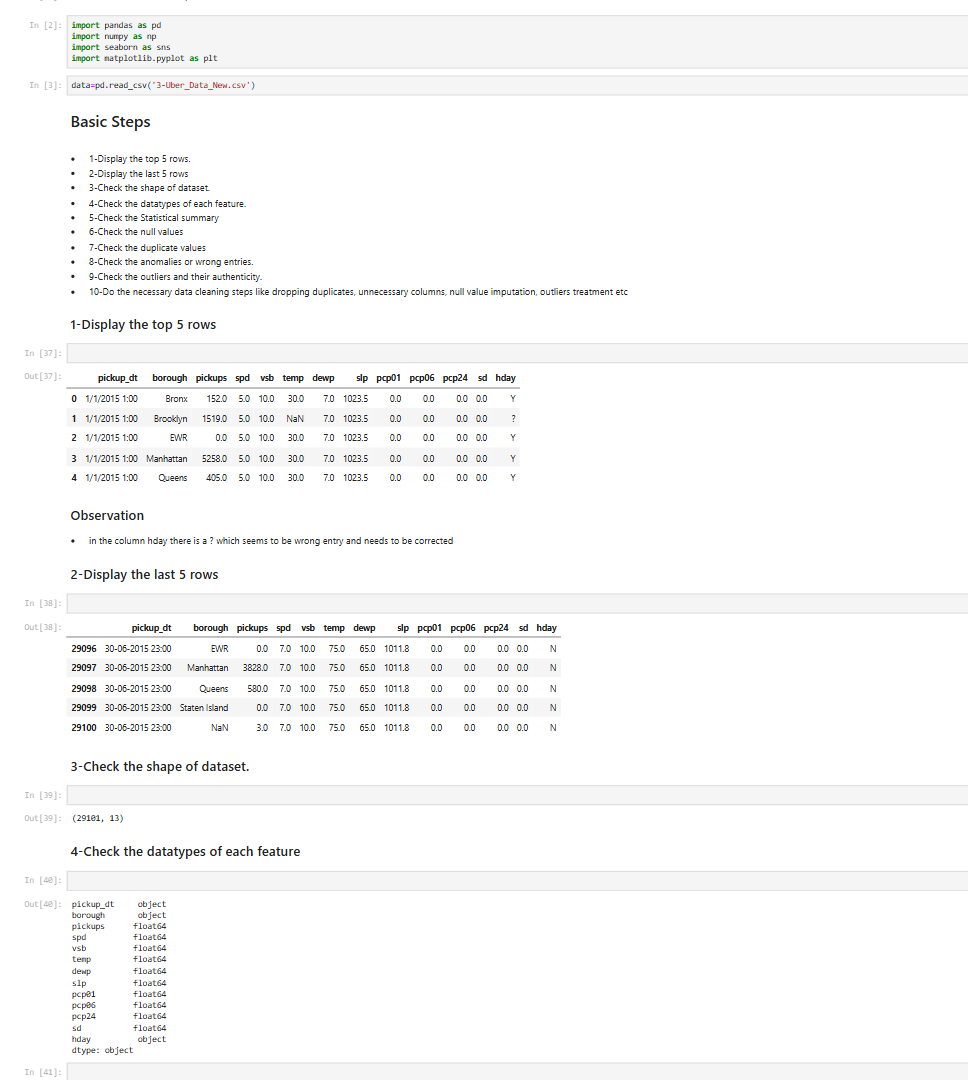 In [2]: import pandas as pd
import numpy as np
import seaborn as sns
import matplotlib.pyplot as plt
In [3]: data=pd.read_csv('3-Uber_Data_New.csv')
Basic Steps
• 1-Display the top 5 rows.
• 2-Display the last 5 rows
• 3-Check the shape of dataset.
• 4-Check the datatypes of each feature.
• 5-Check the Statistical summary
• 6-Check the null values
• 7-Check the duplicate values
• 8-Check the anomalies or wrong entries.
• 9-Check the outliers and their authenticity.
• 10-Do the necessary data cleaning steps like dropping duplicates, unnecessary columns, null value imputation, outliers treatment etc
1-Display the top 5 rows
In [37]:
Out[37]: pickup_dt borough pickups spd vsb temp dewp slp pcp01 pcp06 pcp24 sd hday
0 1/1/2015 1:00 Bronx 152.0 5.0 10.0 30.0 7.0 1023.5 0.0 0.0 0.0 0.0 Y
1 1/1/2015 1:00 Brooklyn 1519.0 5.0 10.0 NaN 7.0 1023.5 0.0 0.0 0.0 0.0 ?
2 1/1/2015 1:00 EWR 0.0 5.0 10.0 30.0 7.0 1023.5 0.0 0.0 0.0 0.0 Y
3 1/1/2015 1:00 Manhattan 5258.0 5.0 10.0 30.0 7.0 1023.5 0.0 0.0 0.0 0.0 Y
4 1/1/2015 1:00 Queens 405.0 5.0 10.0 30.0 7.0 1023.5 0.0 0.0 0.0 0.0 Y
Observation
• in the column hday there is a ? which seems to be wrong entry and needs to be corrected
2-Display the last 5 rows
In [38]:
Out[38]: pickup_dt borough pickups spd vsb temp dewp slp pcp01 pcp06 pcp24 sd hday
29096 30-06-2015 23:00 EWR 0.0 7.0 10.0 75.0 65.0 1011.8 0.0 0.0 0.0 0.0 N
29097 30-06-2015 23:00 Manhattan 3828.0 7.0 10.0 75.0 65.0 1011.8 0.0 0.0 0.0 0.0 N
29098 30-06-2015 23:00 Queens 580.0 7.0 10.0 75.0 65.0 1011.8 0.0 0.0 0.0 0.0 N
29099 30-06-2015 23:00 Staten Island 0.0 7.0 10.0 75.0 65.0 1011.8 0.0 0.0 0.0 0.0 N
29100 30-06-2015 23:00 NaN 3.0 7.0 10.0 75.0 65.0 1011.8 0.0 0.0 0.0 0.0 N
3-Check the shape of dataset.
In [39]:
Out[39]: (29101, 13)
4-Check the datatypes of each feature
In [40]:
Out[40]: pickup_dt object
borough object
pickups float64
spd float64
vsb float64
temp float64
dewp float64
slp float64
pcp01 float64
pcp06 float64
pcp24 float64
sd float64
hday object
dtype: object
In [41]: